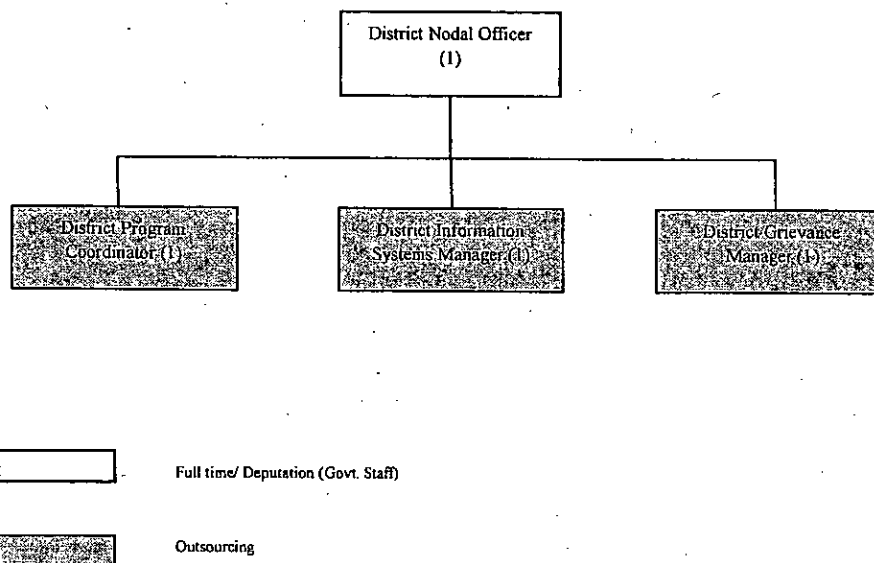 District Nodal Officer
(1)
District Program
Coordinator (1)
District Information
Systems Manager (1)
District Grievance
Manager (1)
Full time/ Deputation (Govt. Staff)
Outsourcing